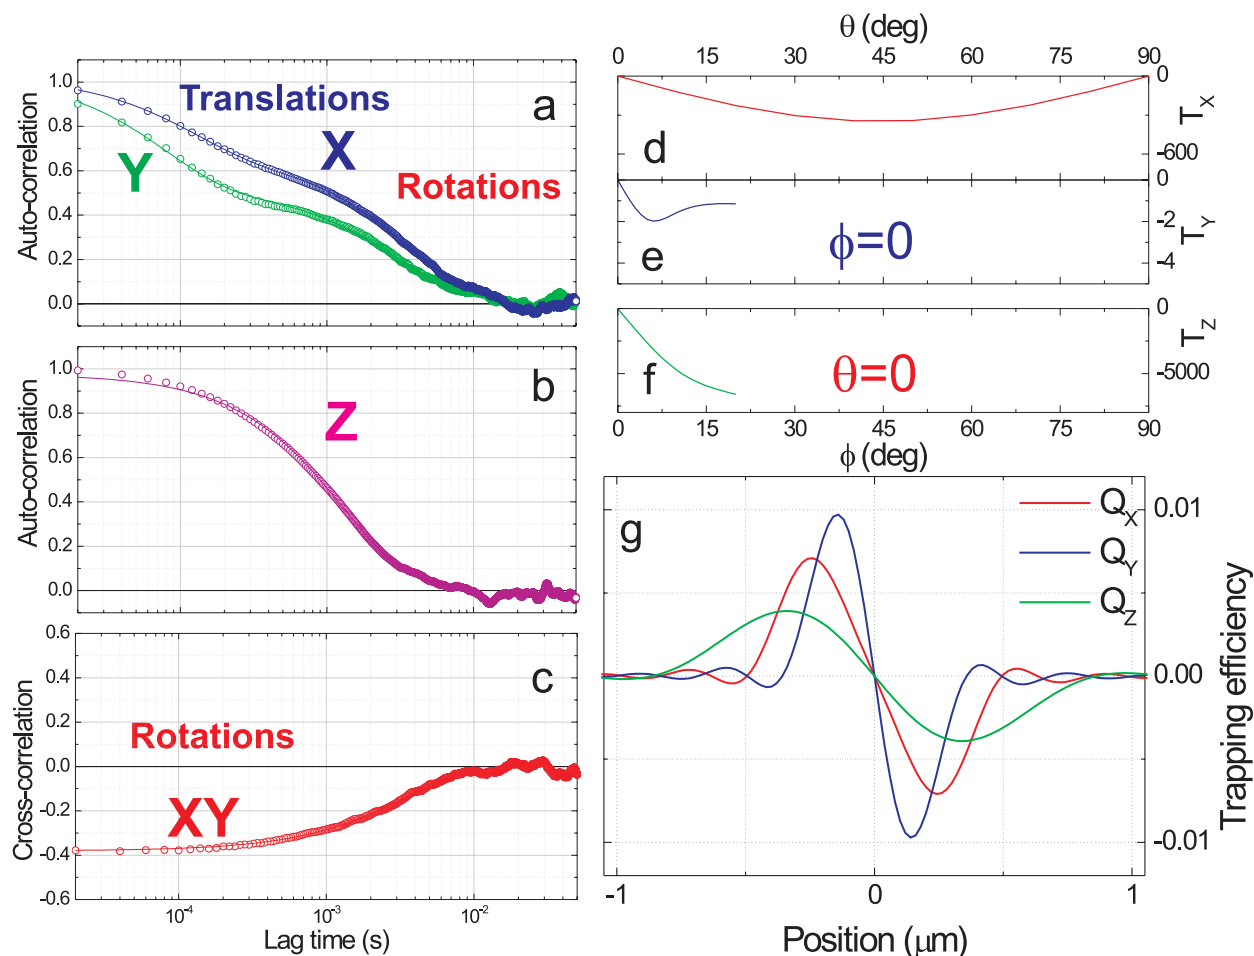 1.0
0.8
0.6
0.4
0.2
0.0
Auto-correlation
Translations
X
Y
Rotations
a
1.0
0.8
0.6
0.4
0.2
0.0
Auto-correlation
Z
b
0.6
0.4
0.2
0.0
-0.2
-0.4
-0.6
Cross-correlation
Rotations
XY
c
10⁻⁴ 10⁻³ 10⁻²
Lag time (s)
θ (deg)
0 15 30 45 60 75 90
d
0
-600
T_X
e
ϕ=0
0
-2
-4
T_Y
f
θ=0
0
-5000
T_Z
0 15 30 45 60 75 90
ϕ (deg)
g
Q_X
Q_Y
Q_Z
0.01
0.00
-0.01
Trapping efficiency
-1 0 1
Position (μm)